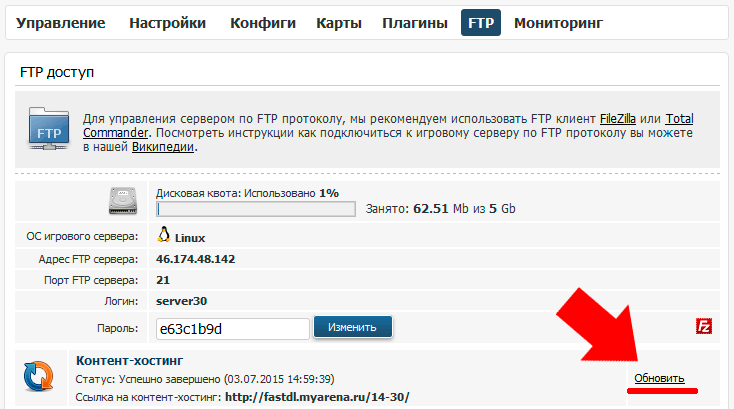 Управление Настройки Конфиги Карты Плагины FTP Мониторинг
FTP доступ
FTP
Для управления сервером по FTP протоколу, мы рекомендуем использовать FTP клиент FileZilla или Total
Commander. Посмотреть инструкции как подключиться к игровому серверу по FTP протоколу вы можете
в нашей Википедии.
Дисковая квота: Использовано 1%
Занято: 62.51 Mb из 5 Gb
ОС игрового сервера: Linux
Адрес FTP сервера: 46.174.48.142
Порт FTP сервера: 21
Логин: server30
Пароль: e63c1b9d Изменить Fz
Контент-хостинг
Статус: Успешно завершено (03.07.2015 14:59:39) Обновить
Ссылка на контент-хостинг: http://fastdl.myarena.ru/14-30/